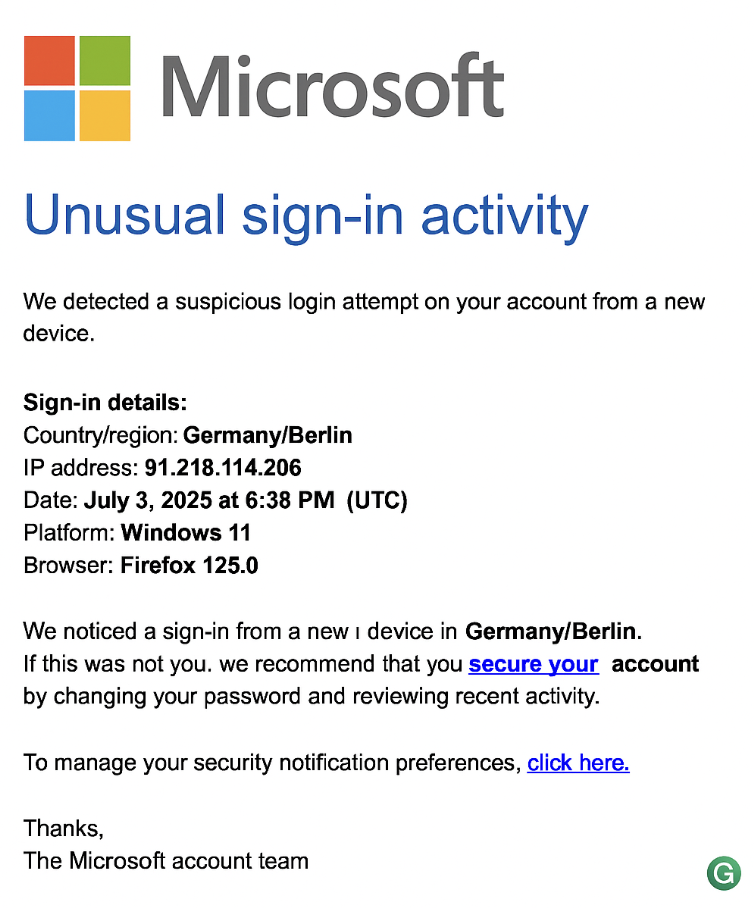 Microsoft
Unusual sign-in activity
We detected a suspicious login attempt on your account from a new
device.
Sign-in details:
Country/region: Germany/Berlin
IP address: 91.218.114.206
Date: July 3, 2025 at 6:38 PM (UTC)
Platform: Windows 11
Browser: Firefox 125.0
We noticed a sign-in from a new ı device in Germany/Berlin.
If this was not you. we recommend that you secure your account
by changing your password and reviewing recent activity.
To manage your security notification preferences, click here.
Thanks,
The Microsoft account team
G